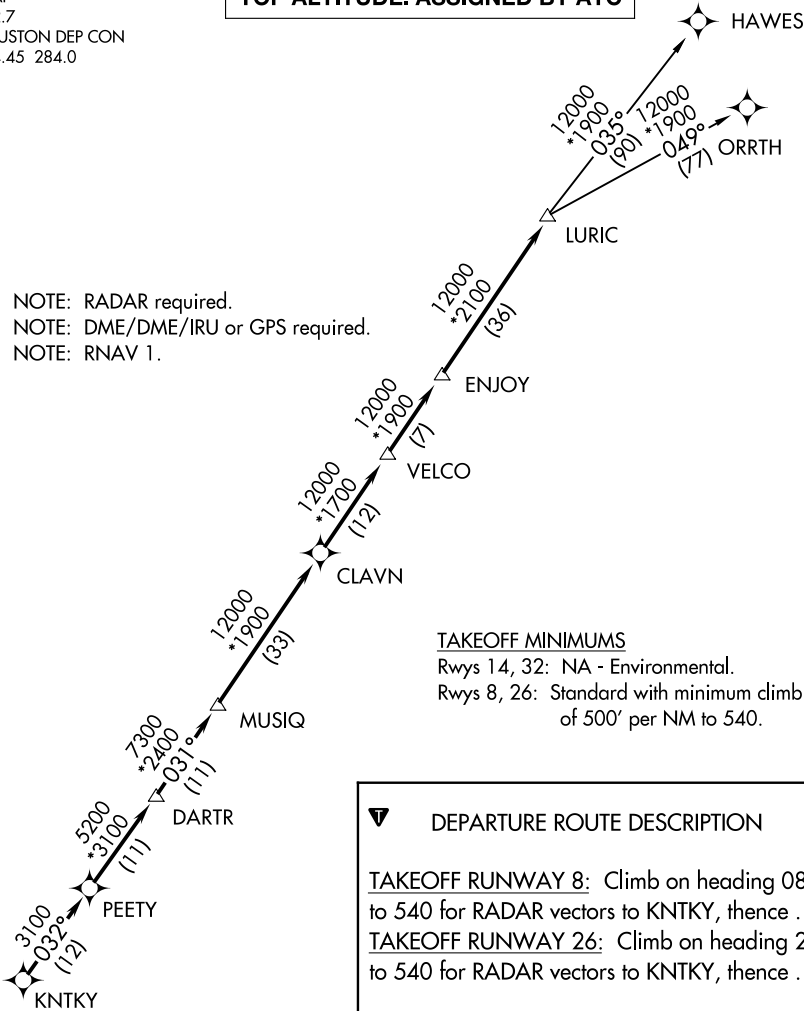 .7
USTON DEP CON
.45 284.0
TOP ALTITUDE: ASSIGNED BY ATC
HAWES
12000
*1900
035°
(90)
12000
*1900
049°
(77)
ORRTH
LURIC
NOTE: RADAR required.
NOTE: DME/DME/IRU or GPS required.
NOTE: RNAV 1.
12000
*2100
(36)
ENJOY
12000
*1900
(7)
VELCO
12000
*1700
(12)
CLAVN
12000
*1900
(33)
MUSIQ
TAKEOFF MINIMUMS
Rwys 14, 32: NA - Environmental.
Rwys 8, 26: Standard with minimum climb
of 500' per NM to 540.
7300
*2400
031°
(11)
DARTR
5200
*3100
(11)
PEETY
3100
032°
(12)
KNTKY
T DEPARTURE ROUTE DESCRIPTION
TAKEOFF RUNWAY 8: Climb on heading 08
to 540 for RADAR vectors to KNTKY, thence .
TAKEOFF RUNWAY 26: Climb on heading 2
to 540 for RADAR vectors to KNTKY, thence .